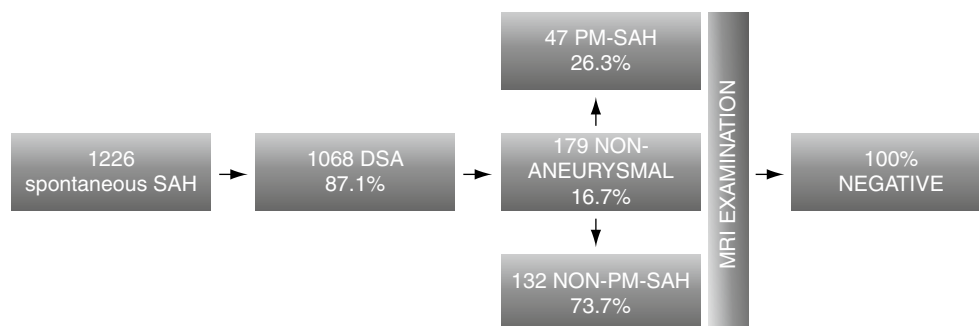 1226
spontaneous SAH
1068 DSA
87.1%
47 PM-SAH
26.3%
179 NON-
ANEURYSMAL
16.7%
132 NON-PM-SAH
73.7%
MRI EXAMINATION
100%
NEGATIVE